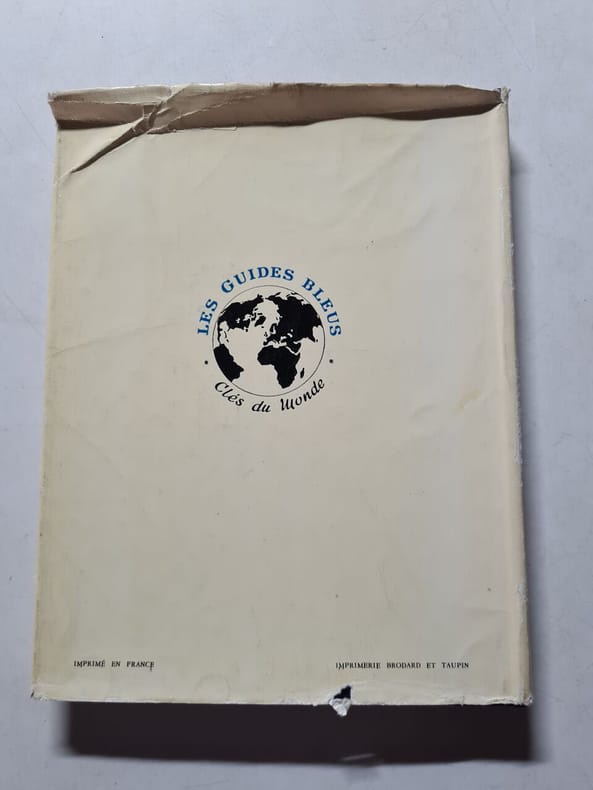 LES GUIDES BLEUS
• Clés du Monde •
IMPRIMÉ EN FRANCE
IMPRIMERIE BRODARD ET TAUPIN